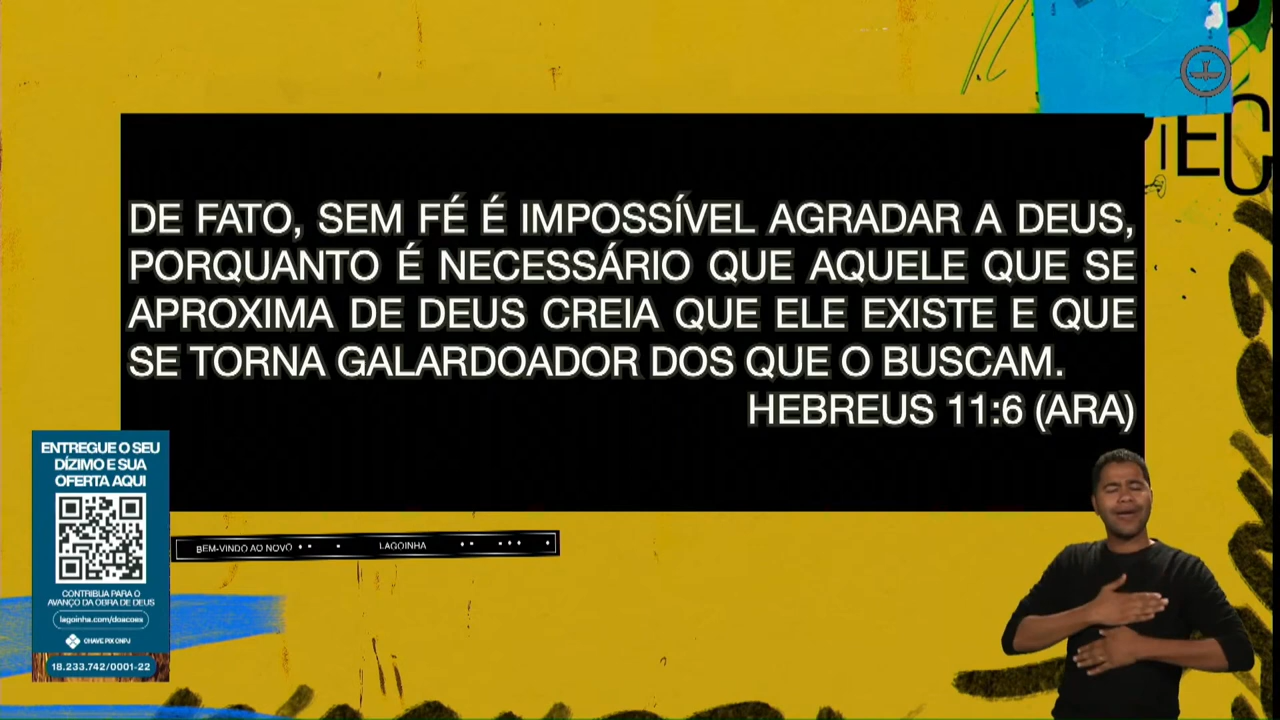 DE FATO, SEM FÉ É IMPOSSÍVEL AGRADAR A DEUS,
PORQUANTO É NECESSÁRIO QUE AQUELE QUE SE
APROXIMA DE DEUS CREIA QUE ELE EXISTE E QUE
SE TORNA GALARDOADOR DOS QUE O BUSCAM.
HEBREUS 11:6 (ARA)
ENTREGUE O SEU
DÍZIMO E SUA
OFERTA AQUI
CONTRIBUA PARA O
AVANÇO DA OBRA DE DEUS
lagoinha.com/doacoes
CHAVE PIX CNPJ
18.233.742/0001-22
BEM-VINDO AO NOVO
LAGOINHA